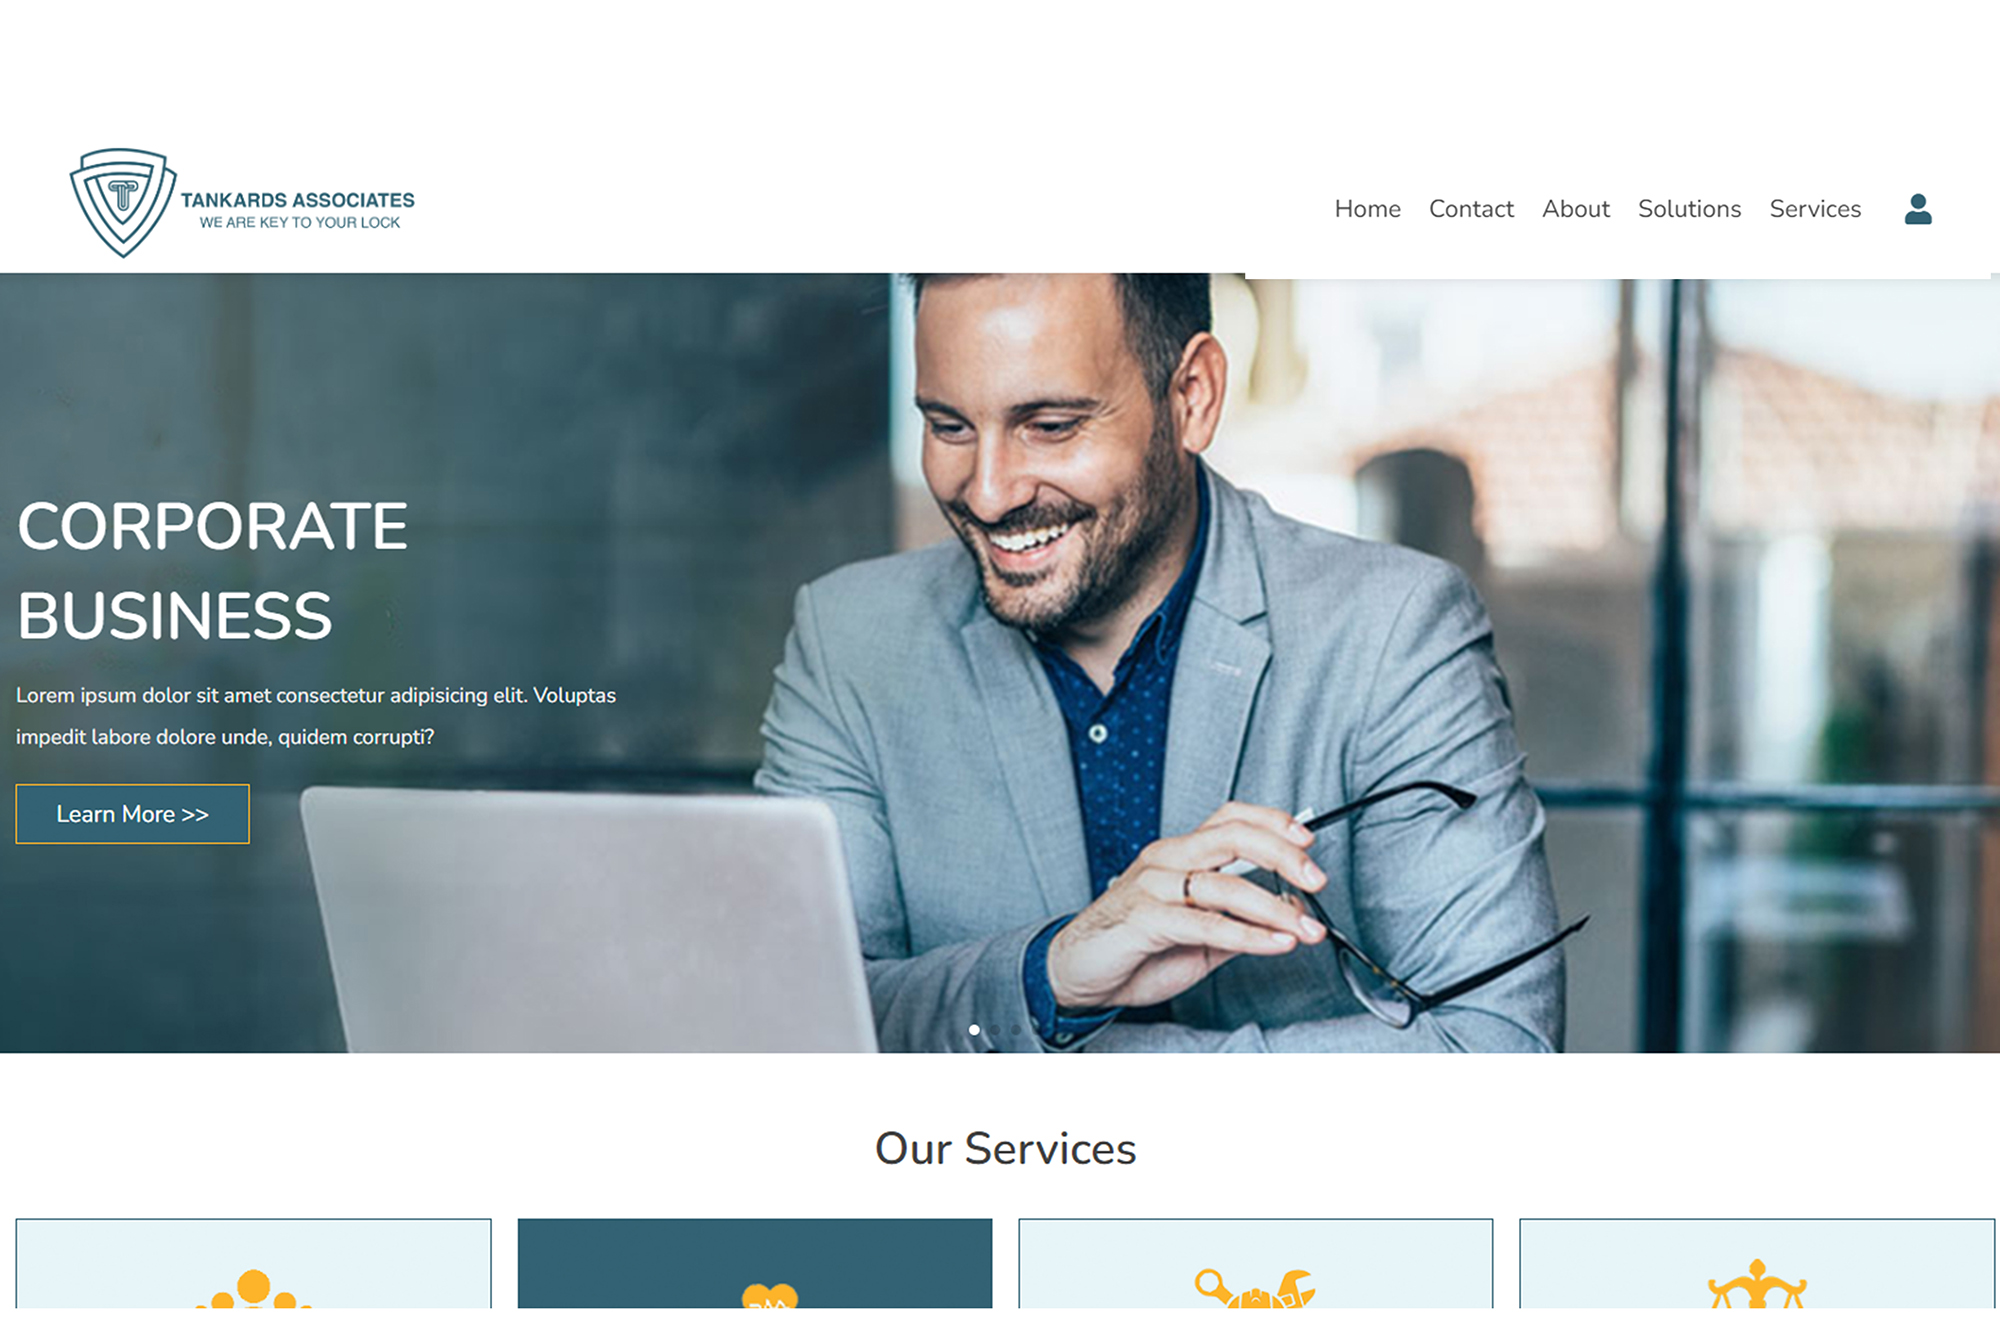 TANKARDS ASSOCIATES
WE ARE KEY TO YOUR LOCK
Home Contact About Solutions Services
CORPORATE
BUSINESS
Lorem ipsum dolor sit amet consectetur adipisicing elit. Voluptas
impedit labore dolore unde, quidem corrupti?
Learn More >>
Our Services